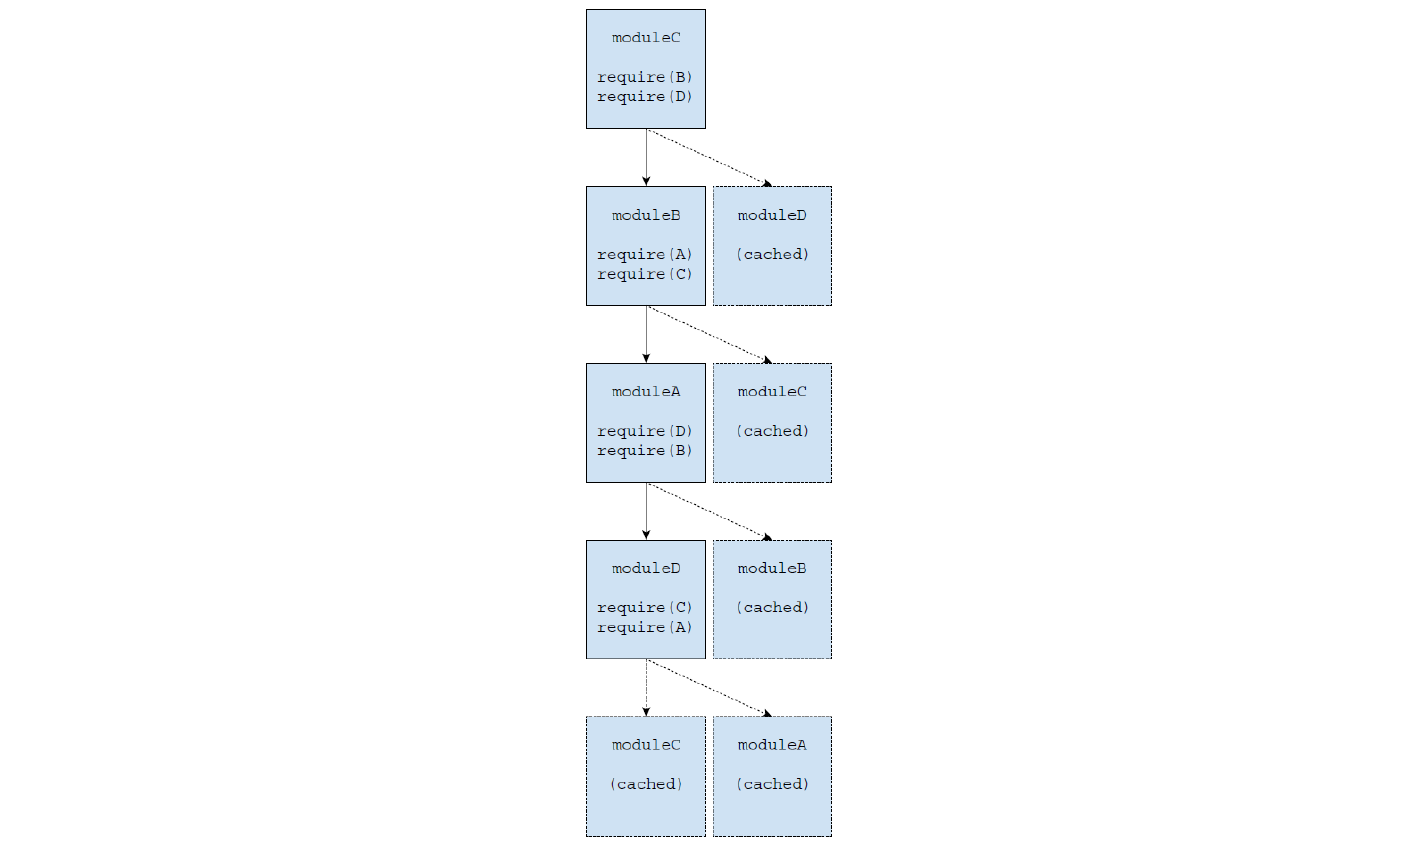 moduleC
require(B)
require(D)
moduleB
require(A)
require(C)
moduleD
(cached)
moduleA
require(D)
require(B)
moduleC
(cached)
moduleD
require(C)
require(A)
moduleB
(cached)
moduleC
(cached)
moduleA
(cached)